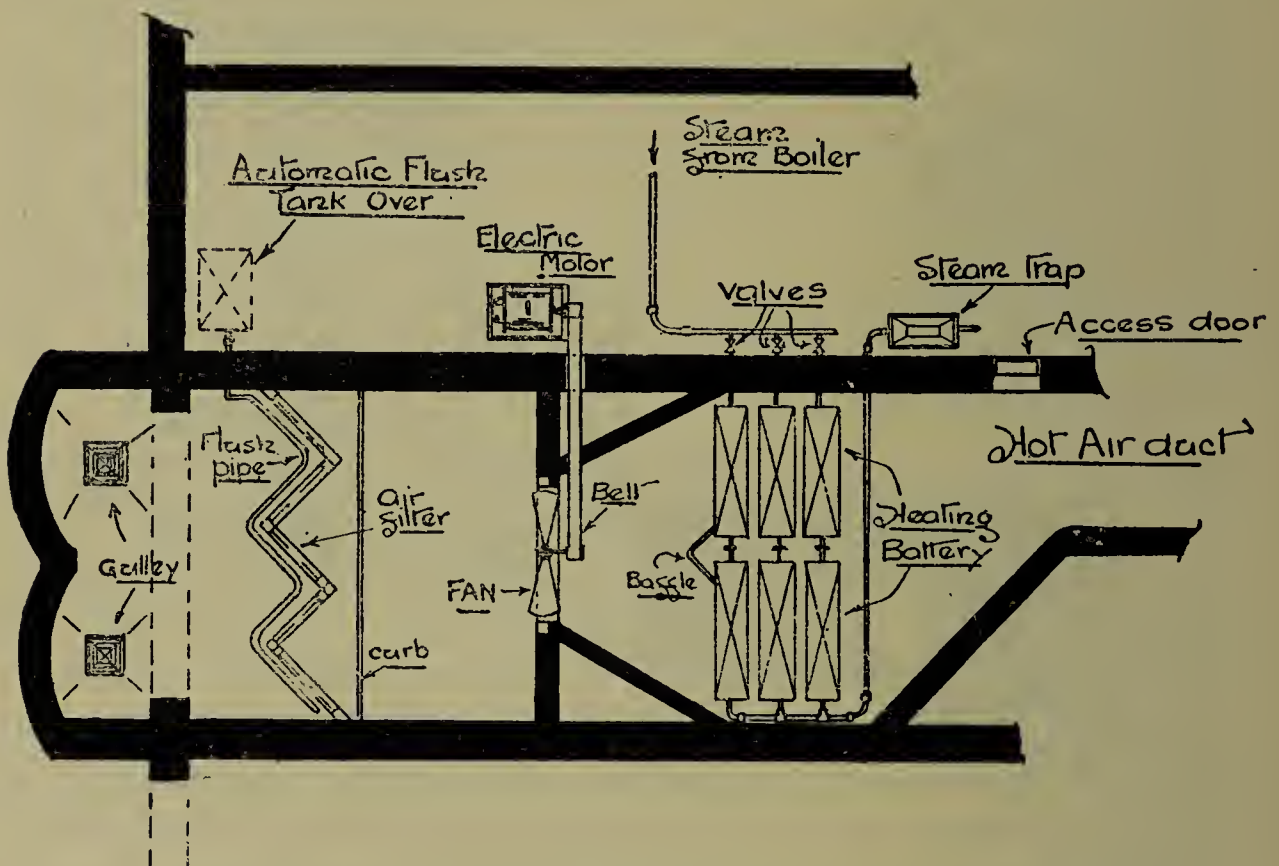 Steam
from Boiler
Automatic Flush
Tank Over
Electric
Motor
Steam Trap
Valves
Access door
Flush
pipe
Hot Air duct
air
filter
Belt
Heating
Battery
Gulley
Baffle
FAN
curb